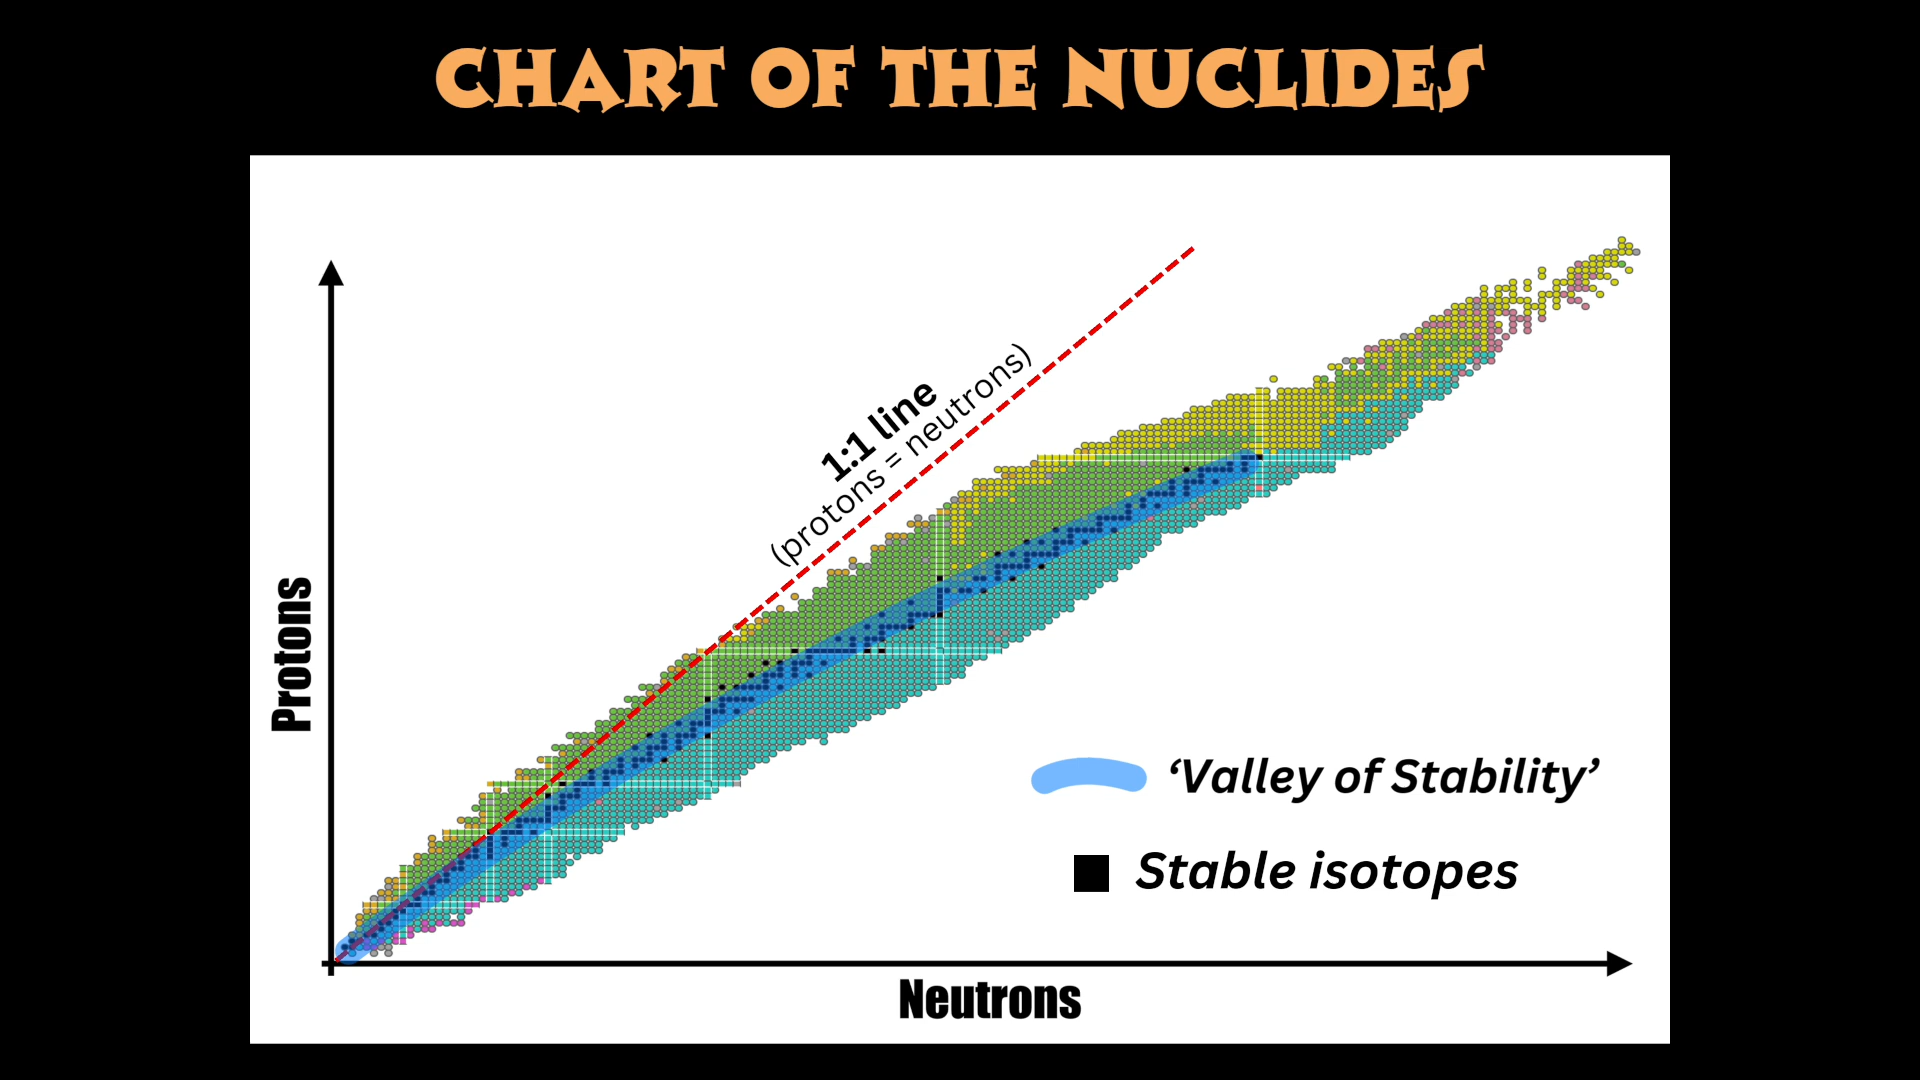 CHART OF THE NUCLIDES
1:1 line
(protons = neutrons)
Protons
‘Valley of Stability’
Stable isotopes
Neutrons